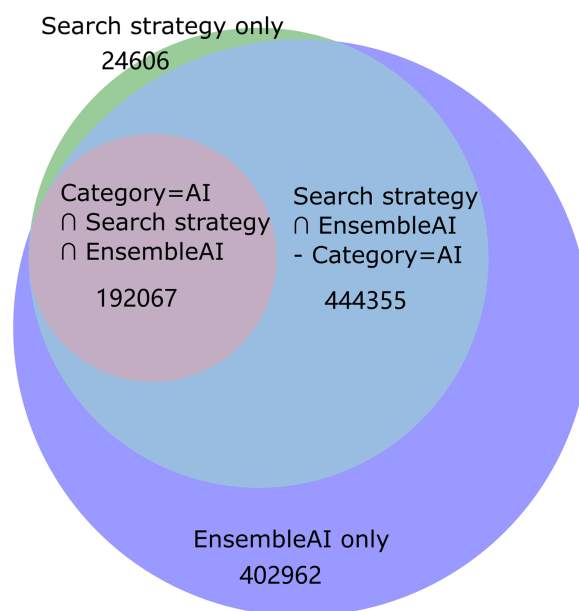 Search strategy only
24606
Category=AI
∩ Search strategy
∩ EnsembleAI
192067
Search strategy
∩ EnsembleAI
- Category=AI
444355
EnsembleAI only
402962